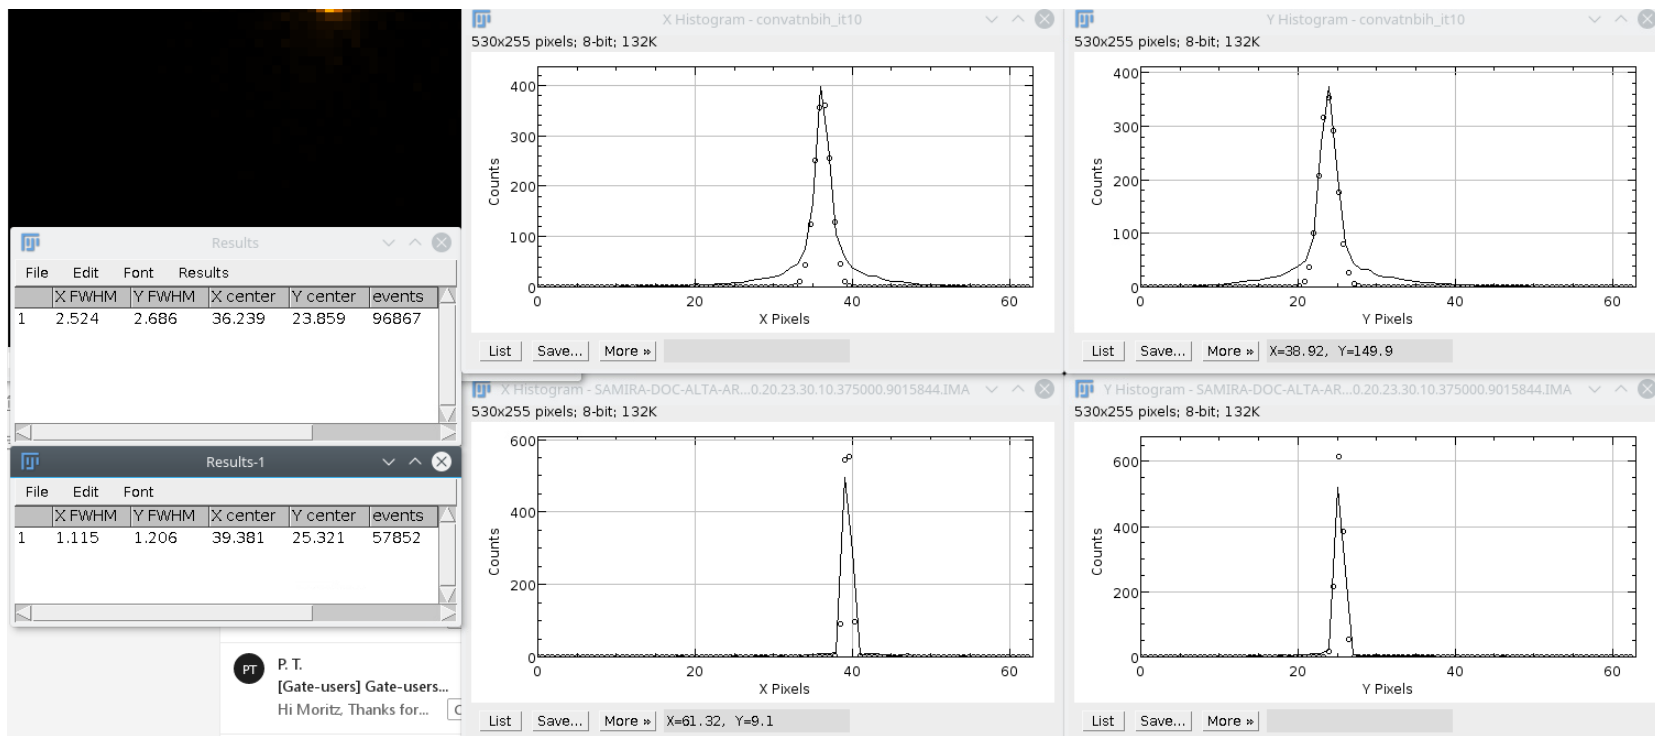 X Histogram - convatnbih_it10
530x255 pixels; 8-bit; 132K
400
300
200
100
0
0
20
40
60
Counts
X Pixels
List Save... More »
Y Histogram - convatnbih_it10
530x255 pixels; 8-bit; 132K
400
300
200
100
0
0
20
40
60
Counts
Y Pixels
List Save... More » X=38.92, Y=149.9
Results
File Edit Font Results
X FWHM Y FWHM X center Y center events
1 2.524 2.686 36.239 23.859 96867
Results-1
File Edit Font
X FWHM Y FWHM X center Y center events
1 1.115 1.206 39.381 25.321 57852
X Histogram - SAMIRA-DOC-ALTA-AR...0.20.23.30.10.375000.9015844.IMA
530x255 pixels; 8-bit; 132K
600
400
200
0
0
20
40
60
Counts
X Pixels
List Save... More » X=61.32, Y=9.1
Y Histogram - SAMIRA-DOC-ALTA-AR...0.20.23.30.10.375000.9015844.IMA
530x255 pixels; 8-bit; 132K
600
400
200
0
0
20
40
60
Counts
Y Pixels
List Save... More »
PT
P. T.
[Gate-users] Gate-users...
Hi Moritz, Thanks for...